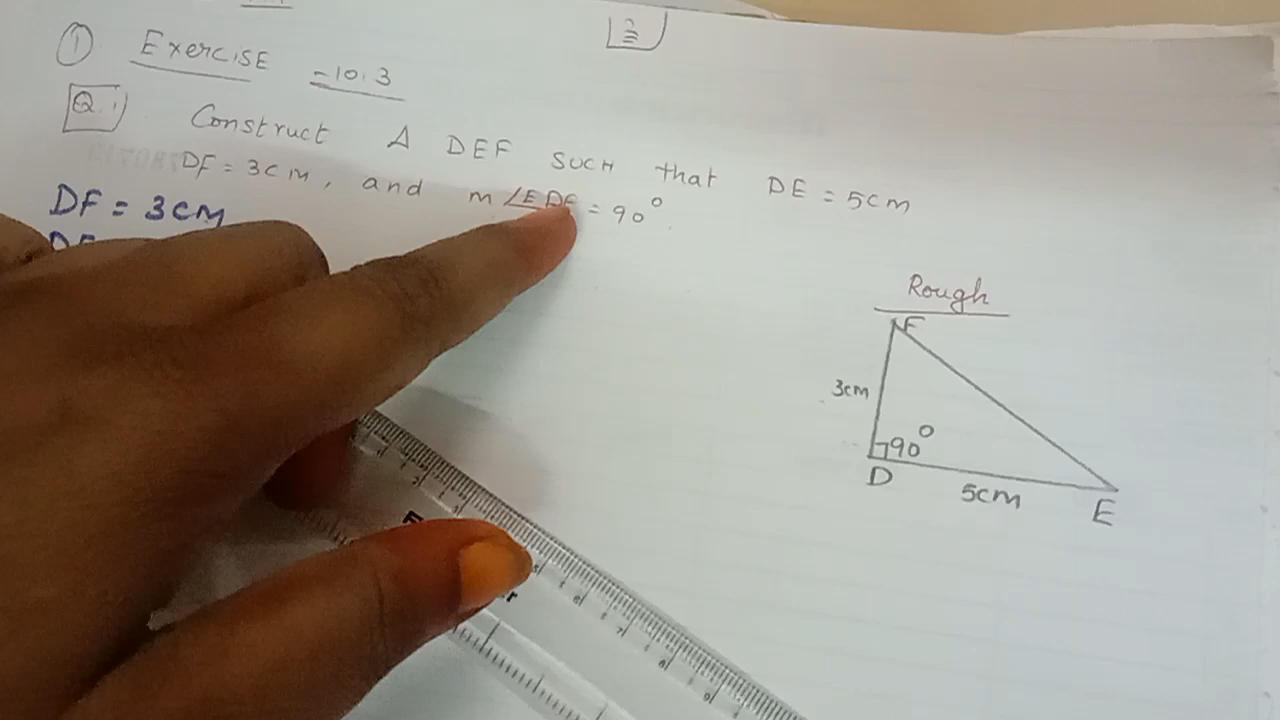 2
① Exercise - 10.3
Q.1) Construct Δ DEF such that DE = 5cm
DF = 3cm, and m∠EDF = 90°.
DF = 3cm
Rough
F
3cm
90°
D
5cm
E